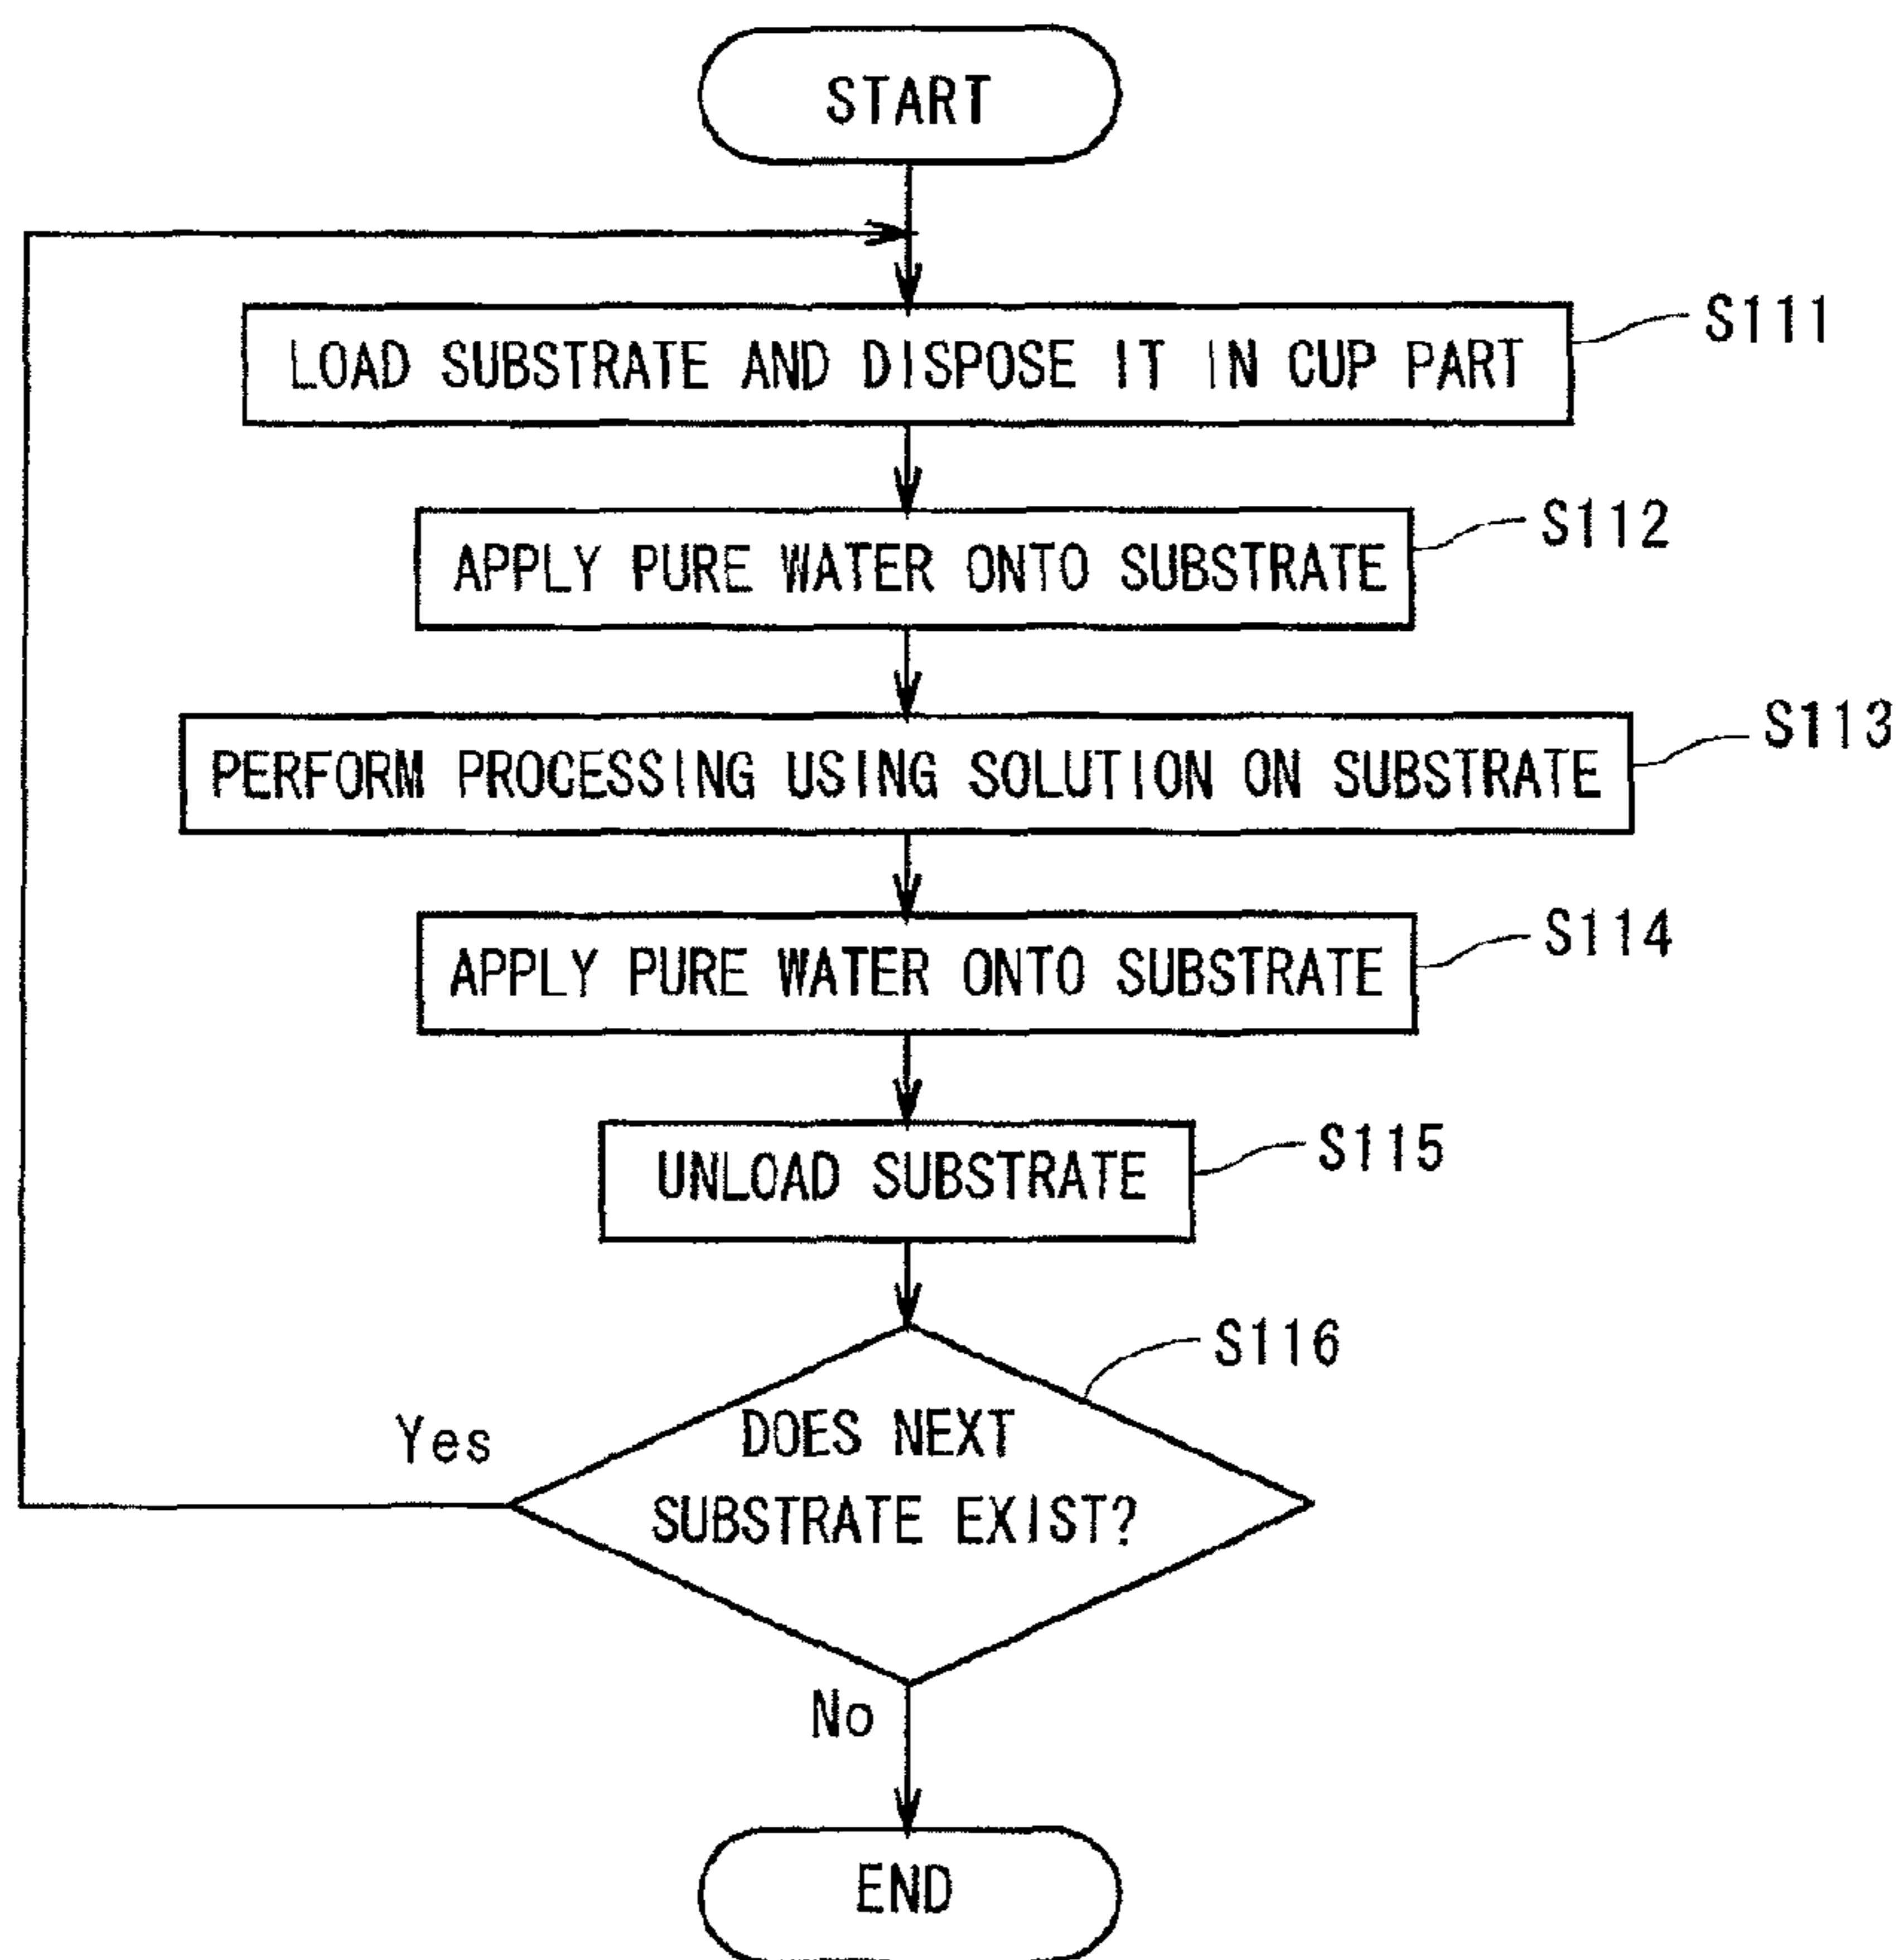 START
LOAD SUBSTRATE AND DISPOSE IT IN CUP PART
S111
APPLY PURE WATER ONTO SUBSTRATE
S112
PERFORM PROCESSING USING SOLUTION ON SUBSTRATE
S113
APPLY PURE WATER ONTO SUBSTRATE
S114
UNLOAD SUBSTRATE
S115
S116
DOES NEXT
SUBSTRATE EXIST?
Yes
No
END